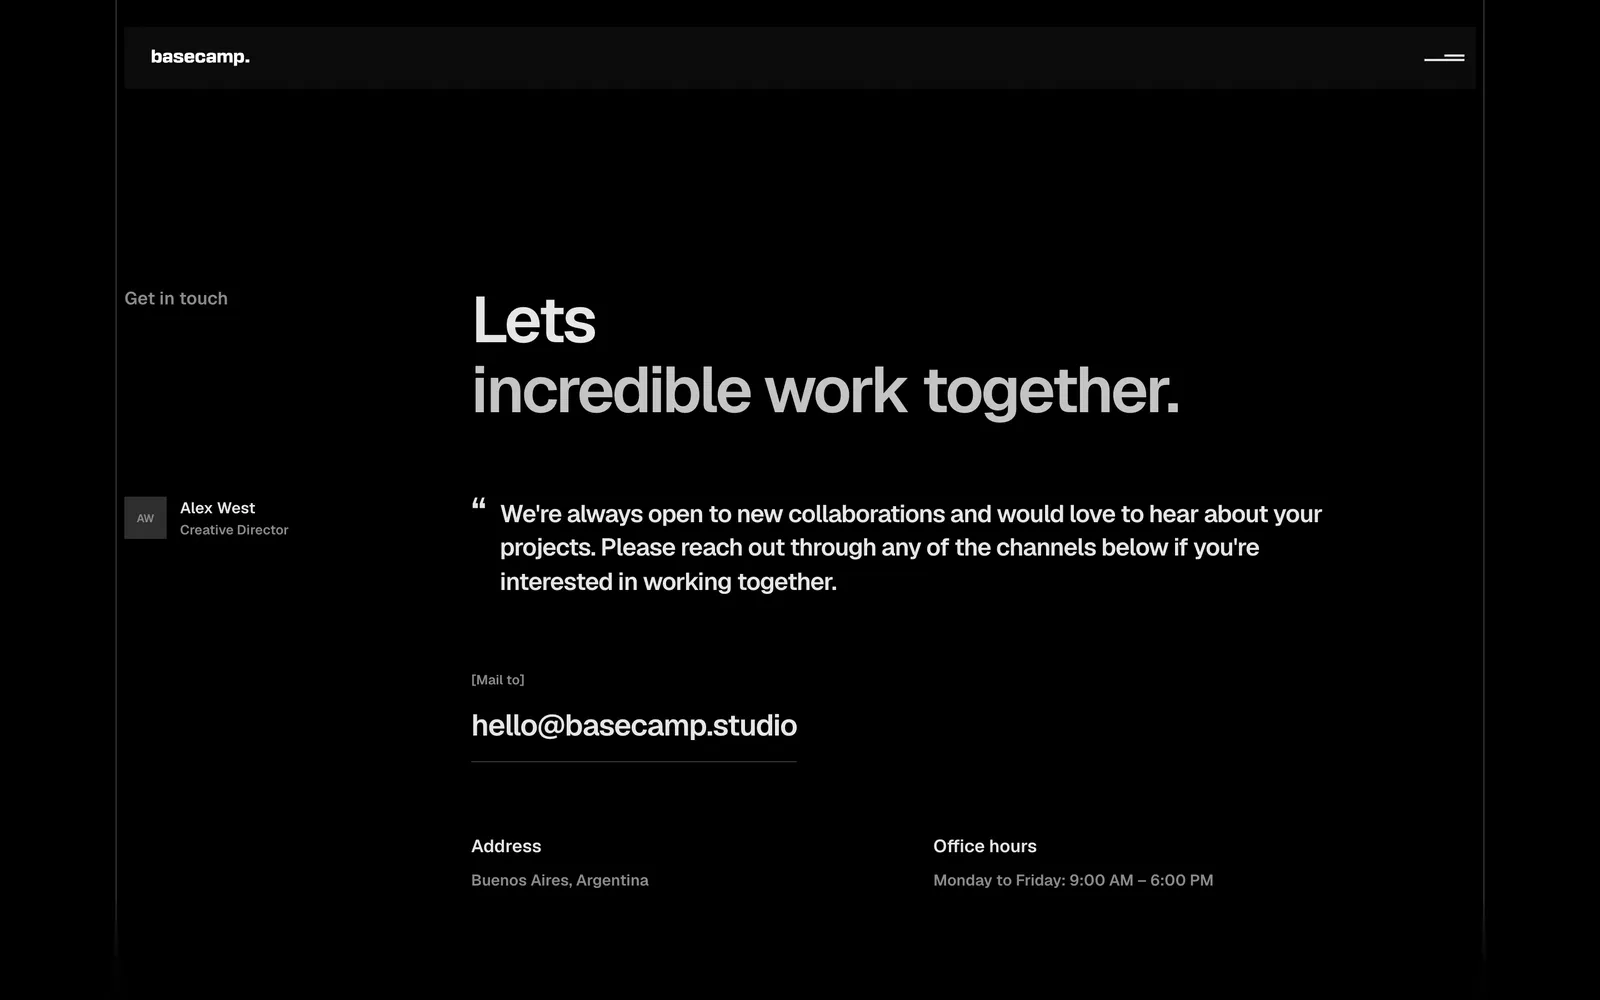 basecamp.
Get in touch
Lets
incredible work together.
AW
Alex West
Creative Director
“ We're always open to new collaborations and would love to hear about your
projects. Please reach out through any of the channels below if you're
interested in working together.
[Mail to]
hello@basecamp.studio
Address
Buenos Aires, Argentina
Office hours
Monday to Friday: 9:00 AM – 6:00 PM